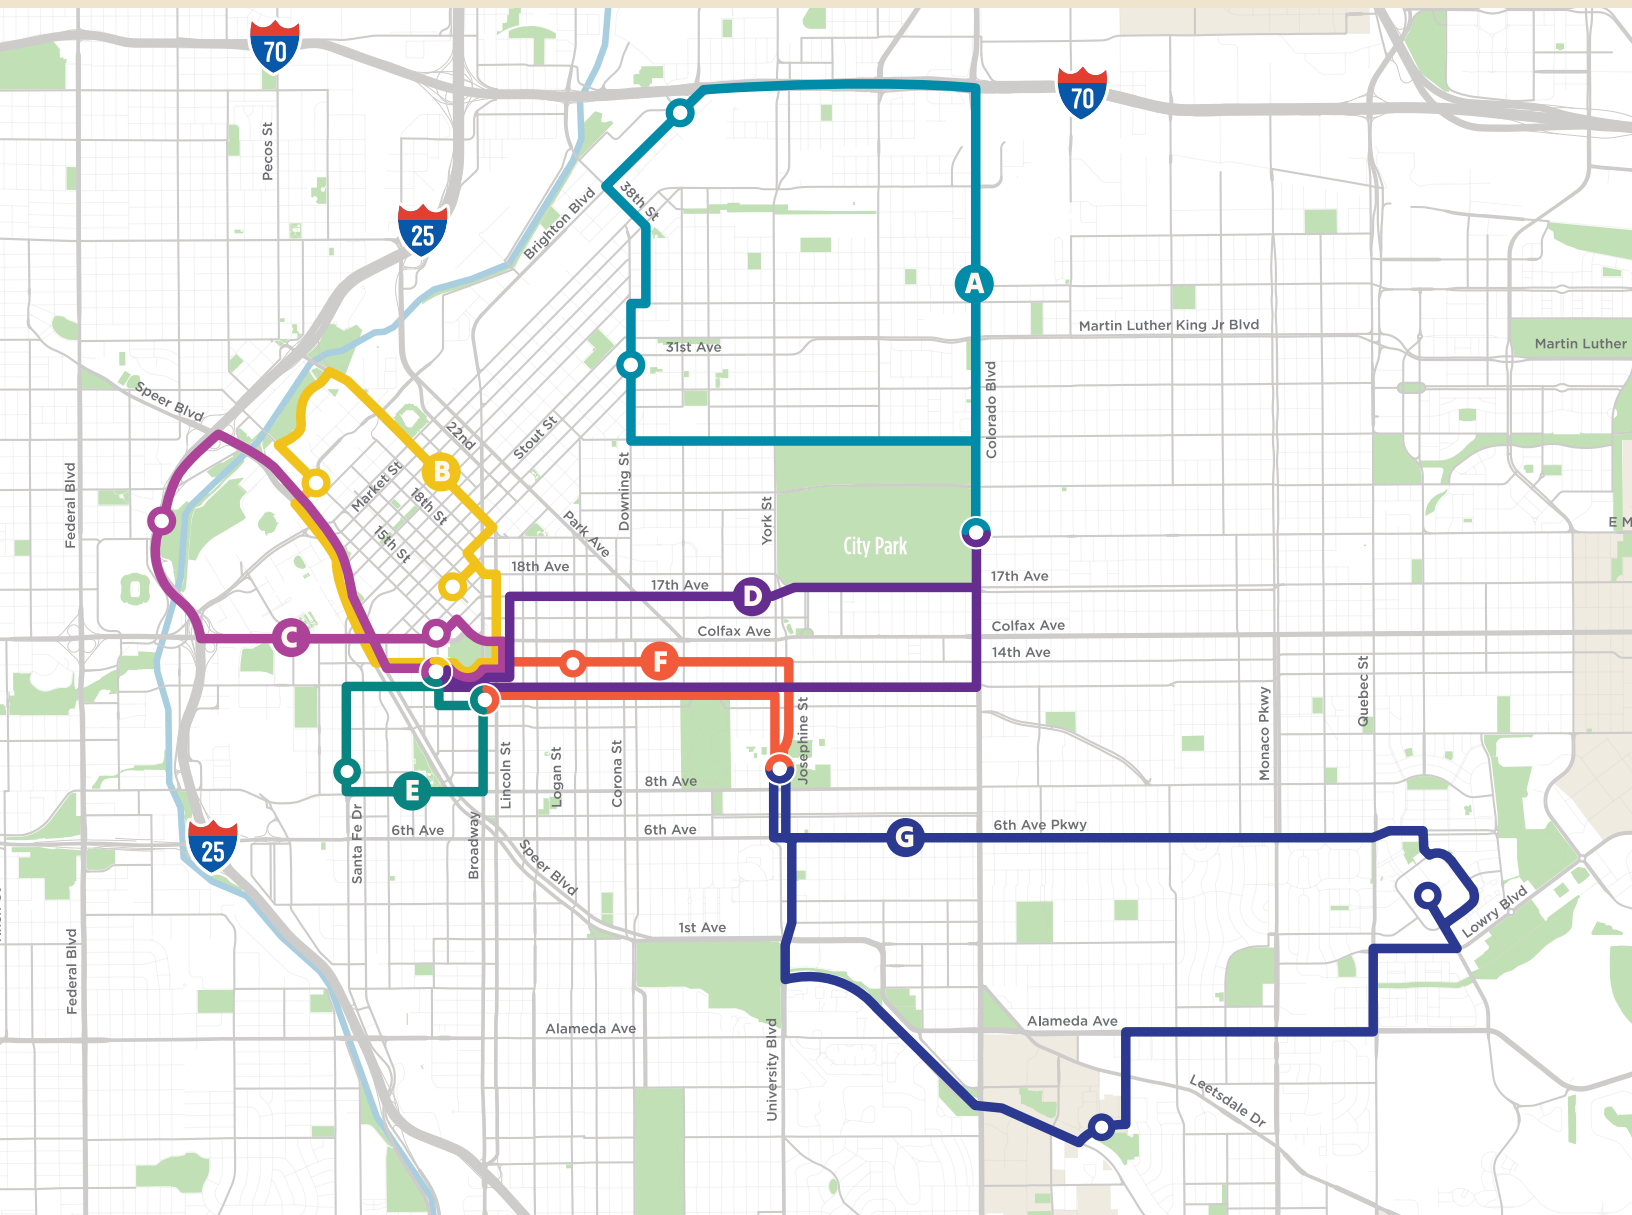 70
70
Pecos St
38th St
Brighton Blvd
25
A
Martin Luther King Jr Blvd
Martin Luther
31st Ave
Speer Blvd
Colorado Blvd
22nd
Stout St
B
Market St
18th St
Downing St
Federal Blvd
York St
Park Ave
15th St
E M
City Park
18th Ave
17th Ave
17th Ave
D
C
Colfax Ave
Colfax Ave
14th Ave
F
Quebec St
Monaco Pkwy
Josephine St
Lincoln St
Logan St
Corona St
8th Ave
E
Santa Fe Dr
6th Ave
Broadway
6th Ave
6th Ave Pkwy
G
25
Speer Blvd
Lowry Blvd
1st Ave
Federal Blvd
Alameda Ave
Alameda Ave
University Blvd
Leetsdale Dr